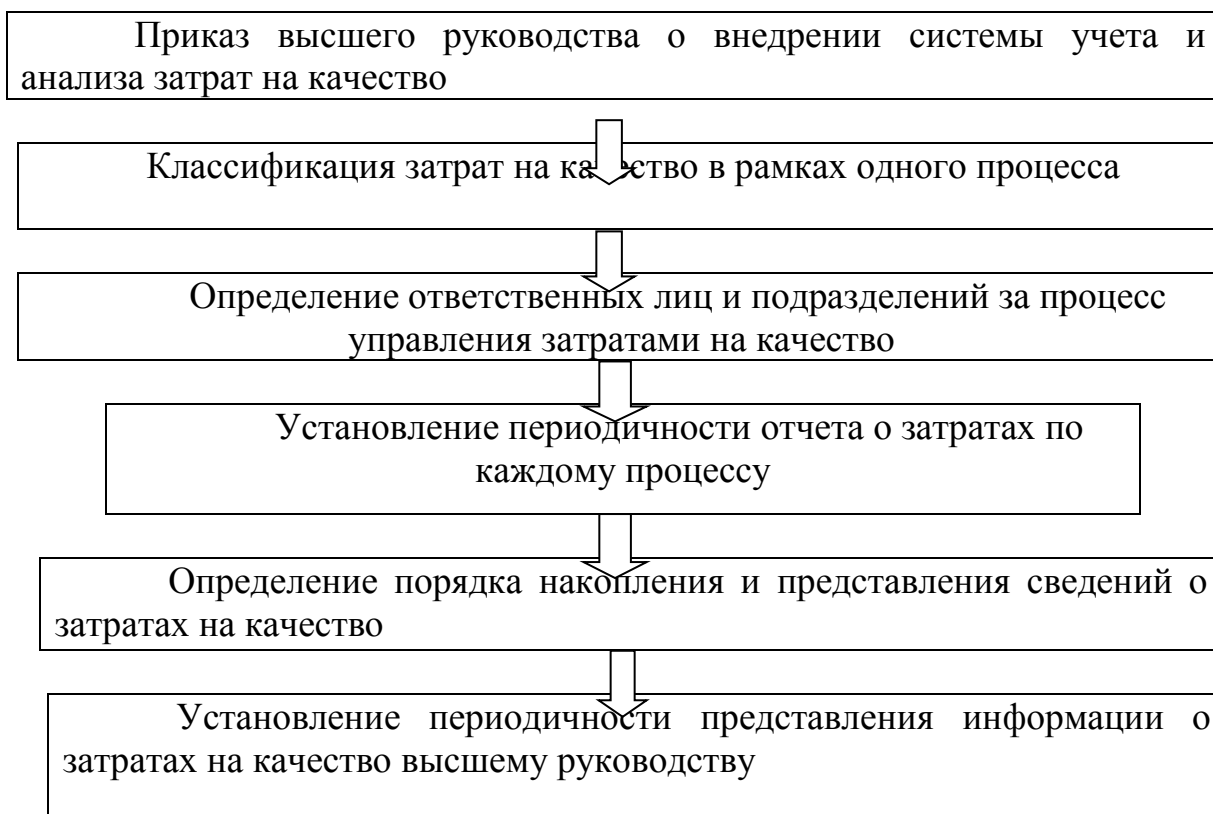 Приказ высшего руководства о внедрении системы учета и
анализа затрат на качество
Классификация затрат на качество в рамках одного процесса
Определение ответственных лиц и подразделений за процесс
управления затратами на качество
Установление периодичности отчета о затратах по
каждому процессу
Определение порядка накопления и представления сведений о
затратах на качество
Установление периодичности представления информации о
затратах на качество высшему руководству